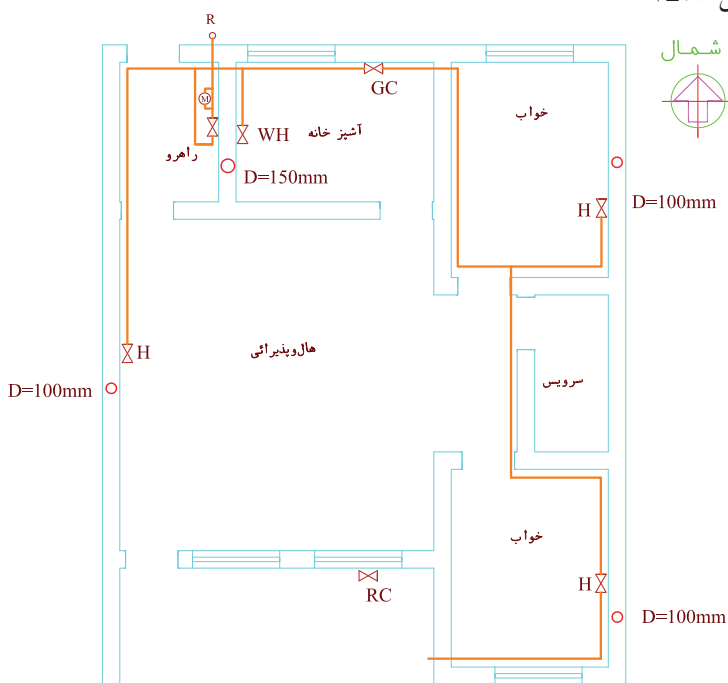 شمال
R
M
GC
خواب
WH
آشپز خانه
راهرو
D=150mm
D=100mm
H
H
هال‌وپذیرائی
D=100mm
سرویس
خواب
H
RC
D=100mm